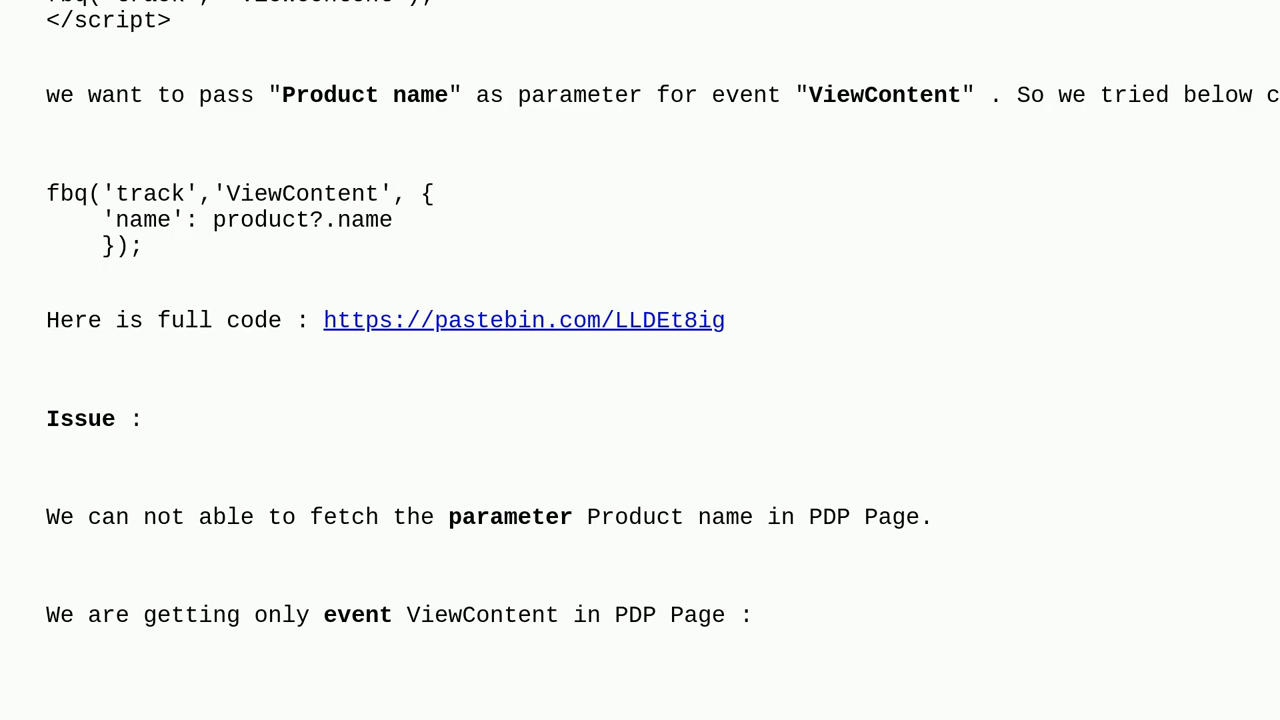 </script>
we want to pass "Product name" as parameter for event "ViewContent" . So we tried below
fbq('track','ViewContent', {
'name': product?.name
});
Here is full code : https://pastebin.com/LLDEt8ig
Issue :
We can not able to fetch the parameter Product name in PDP Page.
We are getting only event ViewContent in PDP Page :